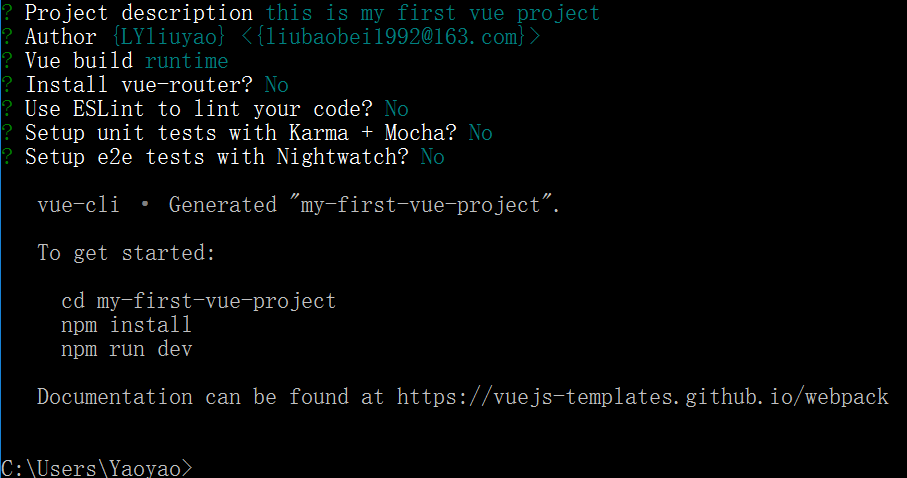 ? Project description this is my first vue project
? Author {LYliuyao} <{liubaobei1992@163.com}>
? Vue build runtime
? Install vue-router? No
? Use ESLint to lint your code? No
? Setup unit tests with Karma + Mocha? No
? Setup e2e tests with Nightwatch? No
vue-cli · Generated "my-first-vue-project".
To get started:
cd my-first-vue-project
npm install
npm run dev
Documentation can be found at https://vuejs-templates.github.io/webpack
C:\Users\Yaoyao>